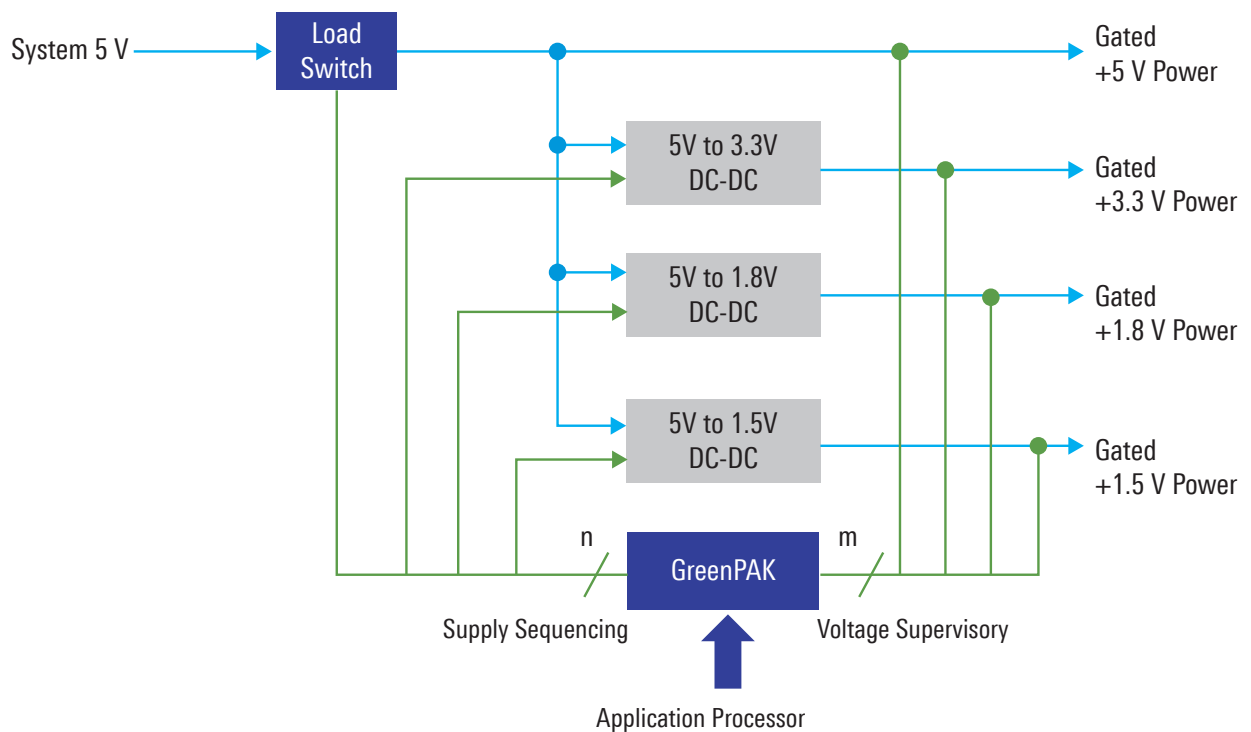 System 5 V
Load
Switch
Gated
+5 V Power
5V to 3.3V
DC-DC
Gated
+3.3 V Power
5V to 1.8V
DC-DC
Gated
+1.8 V Power
5V to 1.5V
DC-DC
Gated
+1.5 V Power
n
GreenPAK
m
Supply Sequencing
Voltage Supervisory
Application Processor